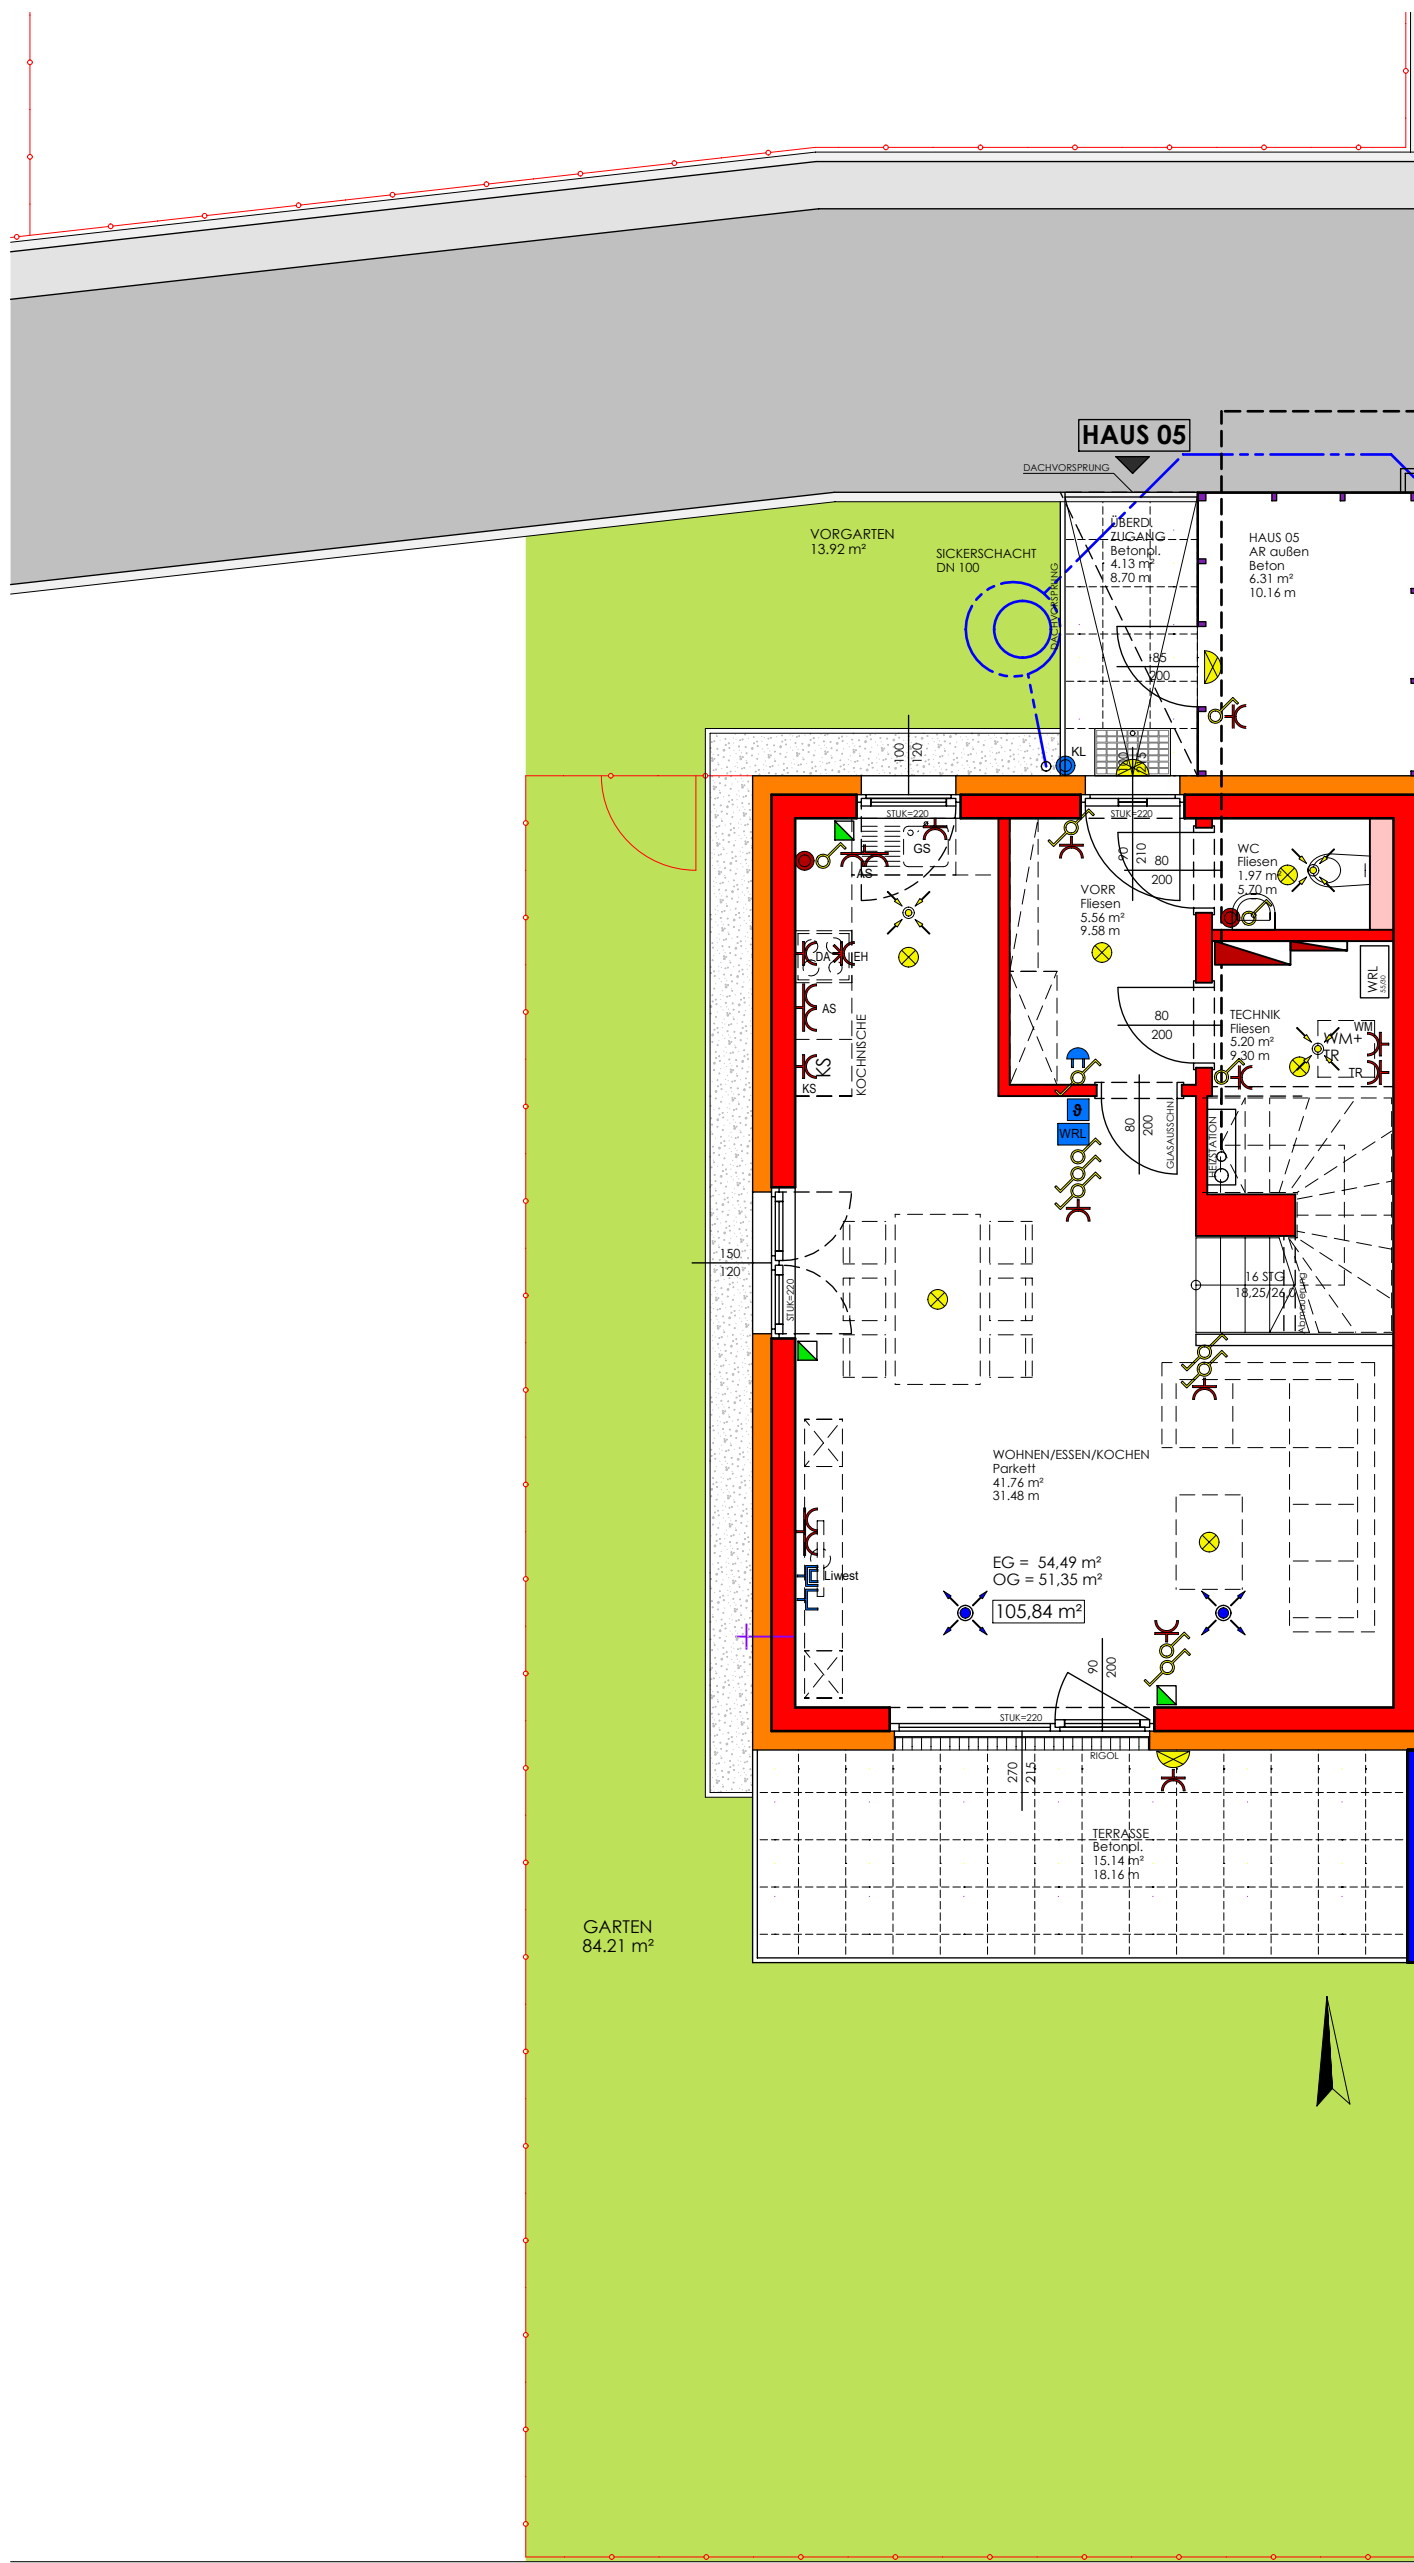 HAUS 05
DACHVORSPRUNG
VORGARTEN
13.92 m²
SICKERSCHACHT
DN 100
DACHVORSPRUNG
ÜBERD.
ZUGANG
Betonpl.
4.13 m²
8.70 m
HAUS 05
AR außen
Beton
6.31 m²
10.16 m
85
200
KL
100
120
STUK=220
STUK=220
GS
AS
90
210
80
200
WC
Fliesen
1.97 m²
5.70 m
VORR
Fliesen
5.56 m²
9.58 m
DA
EH
AS
KS
KS
KOCHNISCHE
WRL
80
200
TECHNIK
Fliesen
5.20 m²
9.30 m
WM
WM+
TR
TR
WRL
80
200
GLASAUSSCHN.
HEIZSTATION
150
120
STUK=220
16 STG
18,25/26,0
Abmauerung
WOHNEN/ESSEN/KOCHEN
Parkett
41.76 m²
31.48 m
Liwest
EG = 54,49 m²
OG = 51,35 m²
105,84 m²
90
200
STUK=220
RIGOL
270
215
TERRASSE
Betonpl.
15.14 m²
18.16 m
GARTEN
84.21 m²